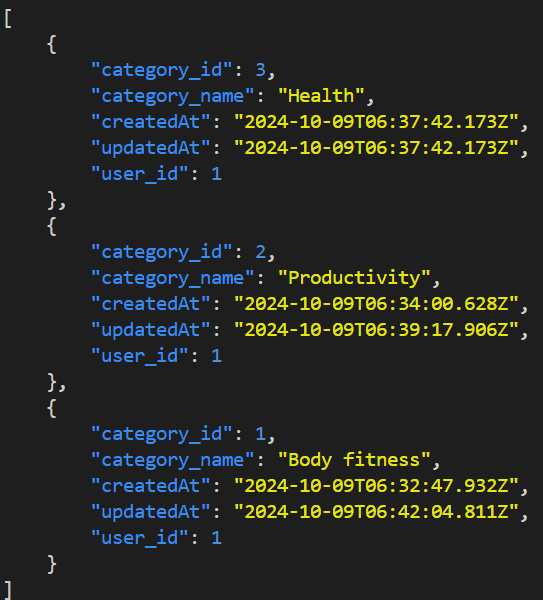 [
    {
        "category_id": 3,
        "category_name": "Health",
        "createdAt": "2024-10-09T06:37:42.173Z",
        "updatedAt": "2024-10-09T06:37:42.173Z",
        "user_id": 1
    },
    {
        "category_id": 2,
        "category_name": "Productivity",
        "createdAt": "2024-10-09T06:34:00.628Z",
        "updatedAt": "2024-10-09T06:39:17.906Z",
        "user_id": 1
    },
    {
        "category_id": 1,
        "category_name": "Body fitness",
        "createdAt": "2024-10-09T06:32:47.932Z",
        "updatedAt": "2024-10-09T06:42:04.811Z",
        "user_id": 1
    }
]